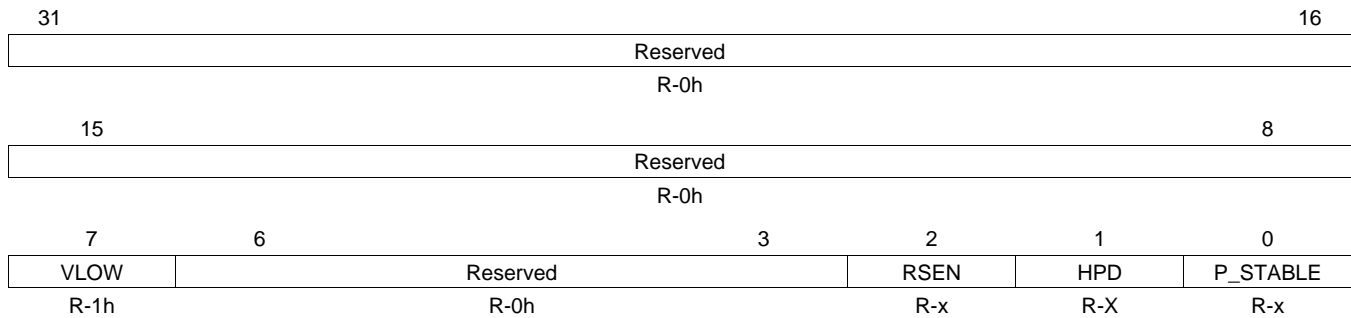 31 16
Reserved
R-0h
15 8
Reserved
R-0h
7 6 3 2 1 0
VLOW Reserved RSEN HPD P_STABLE
R-1h R-0h R-x R-X R-x